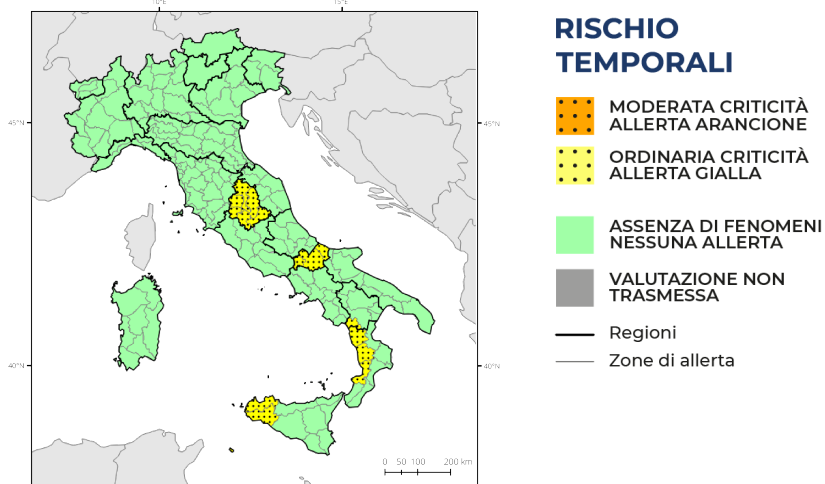 15°E
45°N
45°N
40°N
40°N
0 50 100 200 km
RISCHIO
TEMPORALI
MODERATA CRITICITÀ
ALLERTA ARANCIONE
ORDINARIA CRITICITÀ
ALLERTA GIALLA
ASSENZA DI FENOMENI
NESSUNA ALLERTA
VALUTAZIONE NON
TRASMESSA
Regioni
Zone di allerta